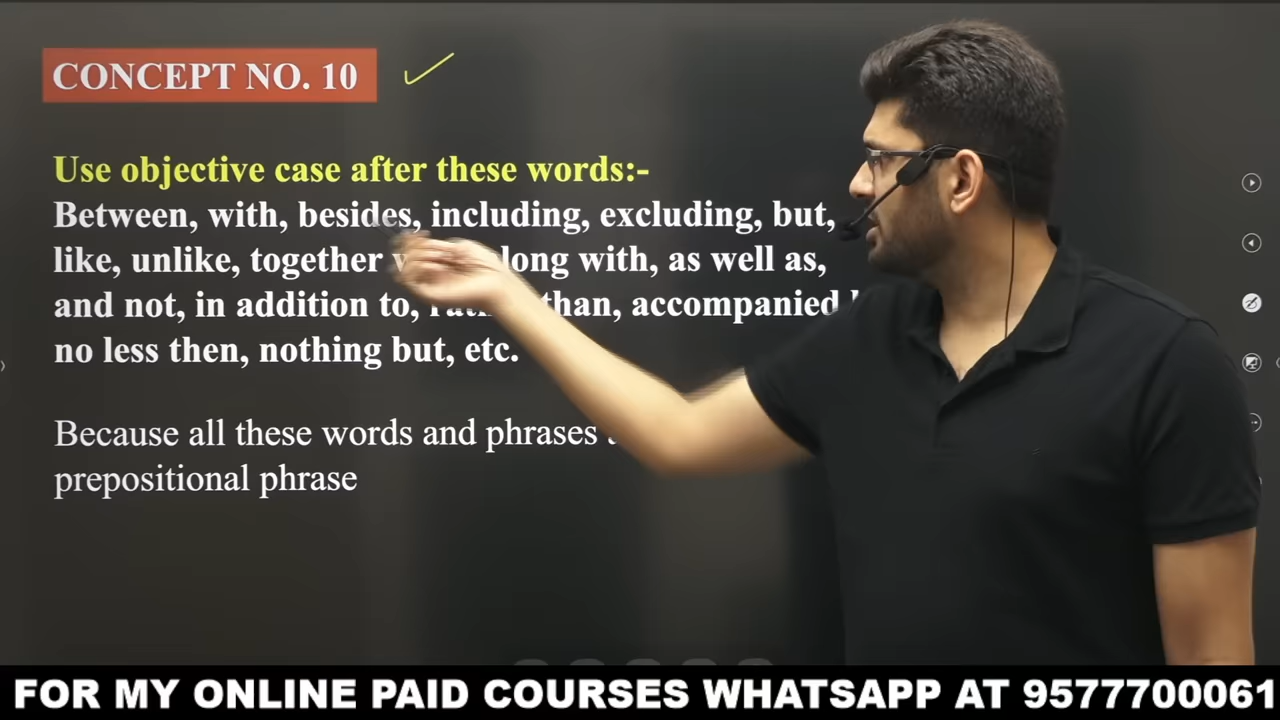 CONCEPT NO. 10
Use objective case after these words:-
Between, with, besides, including, excluding, but,
like, unlike, together along with, as well as,
and not, in addition to, than, accompanied
no less then, nothing but, etc.
Because all these words and phrases
prepositional phrase
FOR MY ONLINE PAID COURSES WHATSAPP AT 9577700061